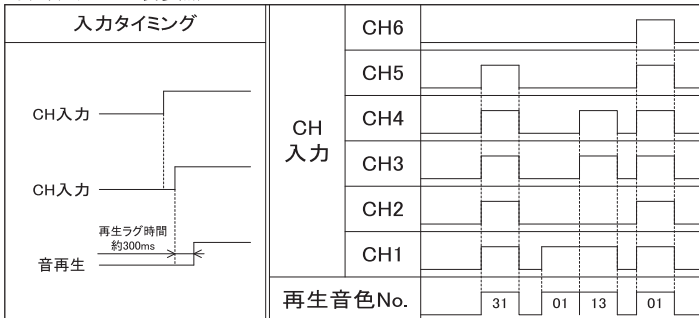 入力タイミング
CH入力
CH入力
再生ラグ時間
約300ms
音再生
CH
入力
CH6
CH5
CH4
CH3
CH2
CH1
再生音色No.
31
01
13
01